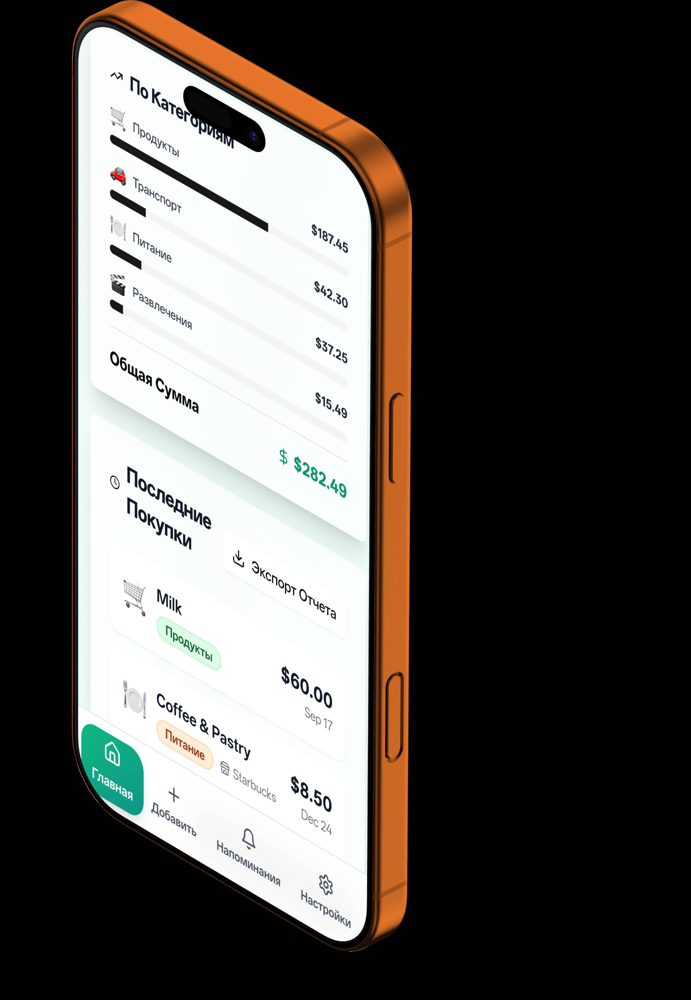 По Категориям
Продукты
$187.45
Транспорт
$42.30
Питание
$37.25
Развлечения
$15.49
Общая Сумма
$ $282.49
Последние
Покупки
Экспорт Отчета
Milk
Продукты
$60.00
Sep 17
Coffee & Pastry
Питание
Starbucks
$8.50
Dec 24
Главная
Добавить
Напоминания
Настройки